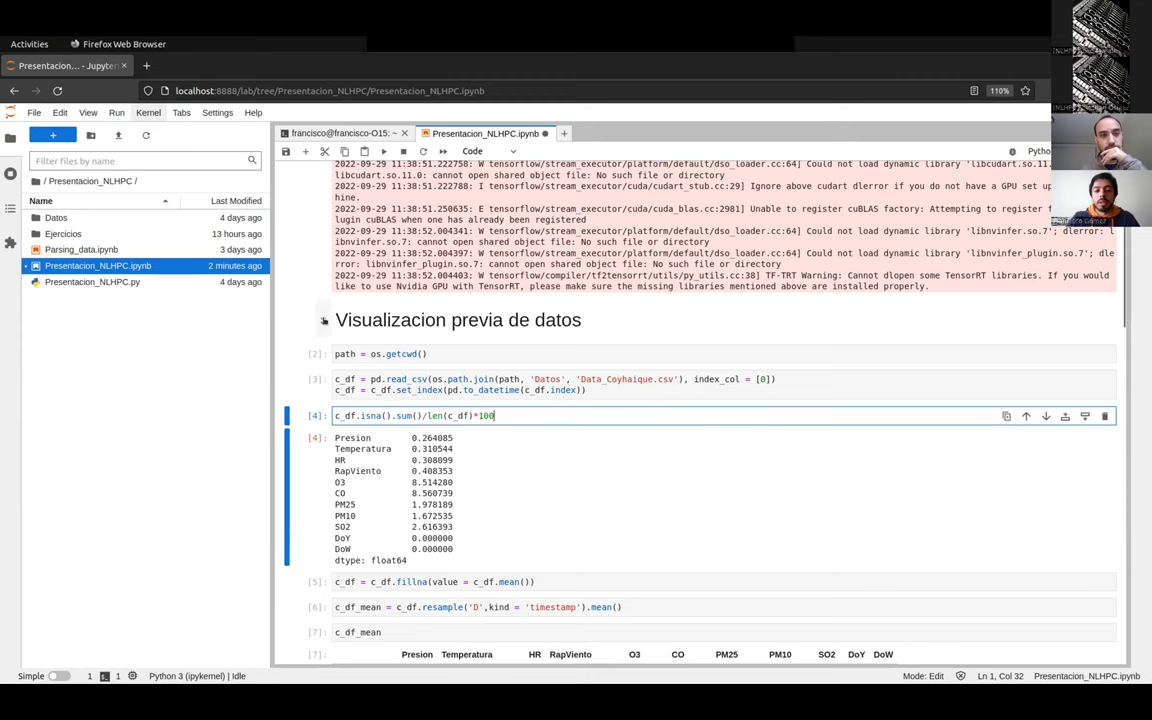 Activities
Firefox Web Browser
Presentacion... - Jupyter
localhost:8888/lab/tree/Presentacion_NLHPC/Presentacion_NLHPC.ipynb
110%
File Edit View Run Kernel Tabs Settings Help
francisco@francisco-O15: ~
Presentacion_NLHPC.ipynb
Code
Filter files by name
/ Presentacion_NLHPC /
Name Last Modified
Datos 4 days ago
Ejercicios 13 hours ago
Parsing_data.ipynb 3 days ago
Presentacion_NLHPC.ipynb 2 minutes ago
Presentacion_NLHPC.py 4 days ago
2022-09-29 11:38:51.222758: W tensorflow/stream_executor/platform/default/dso_loader.cc:64] Could not load dynamic library 'libcudart.so.11.
libcudart.so.11.0: cannot open shared object file: No such file or directory
2022-09-29 11:38:51.222788: I tensorflow/stream_executor/cuda/cudart_stub.cc:29] Ignore above cudart dlerror if you do not have a GPU set up
hine.
2022-09-29 11:38:51.250635: E tensorflow/stream_executor/cuda/cuda_blas.cc:2981] Unable to register cuBLAS factory: Attempting to register f
lugin cuBLAS when one has already been registered
2022-09-29 11:38:52.004341: W tensorflow/stream_executor/platform/default/dso_loader.cc:64] Could not load dynamic library 'libnvinfer.so.7'; dlerror: l
ibnvinfer.so.7: cannot open shared object file: No such file or directory
2022-09-29 11:38:52.004397: W tensorflow/stream_executor/platform/default/dso_loader.cc:64] Could not load dynamic library 'libnvinfer_plugin.so.7'; dle
rror: libnvinfer_plugin.so.7: cannot open shared object file: No such file or directory
2022-09-29 11:38:52.004403: W tensorflow/compiler/tf2tensorrt/utils/py_utils.cc:38] TF-TRT Warning: Cannot dlopen some TensorRT libraries. If you would
like to use Nvidia GPU with TensorRT, please make sure the missing libraries mentioned above are installed properly.
Visualizacion previa de datos
[2]: path = os.getcwd()
[3]: c_df = pd.read_csv(os.path.join(path, 'Datos', 'Data_Coyhaique.csv'), index_col = [0])
c_df = c_df.set_index(pd.to_datetime(c_df.index))
[4]: c_df.isna().sum()/len(c_df)*100
[4]: Presion 0.264085
Temperatura 0.310544
HR 0.308099
RapViento 0.408353
O3 8.514280
CO 8.560739
PM25 1.978189
PM10 1.672535
SO2 2.616393
DoY 0.000000
DoW 0.000000
dtype: float64
[5]: c_df = c_df.fillna(value = c_df.mean())
[6]: c_df_mean = c_df.resample('D',kind = 'timestamp').mean()
[7]: c_df_mean
[7]: Presion Temperatura HR RapViento O3 CO PM25 PM10 SO2 DoY DoW
Simple 0 1 1 Python 3 (ipykernel) | Idle
Mode: Edit Ln 1, Col 32 Presentacion_NLHPC.ipynb